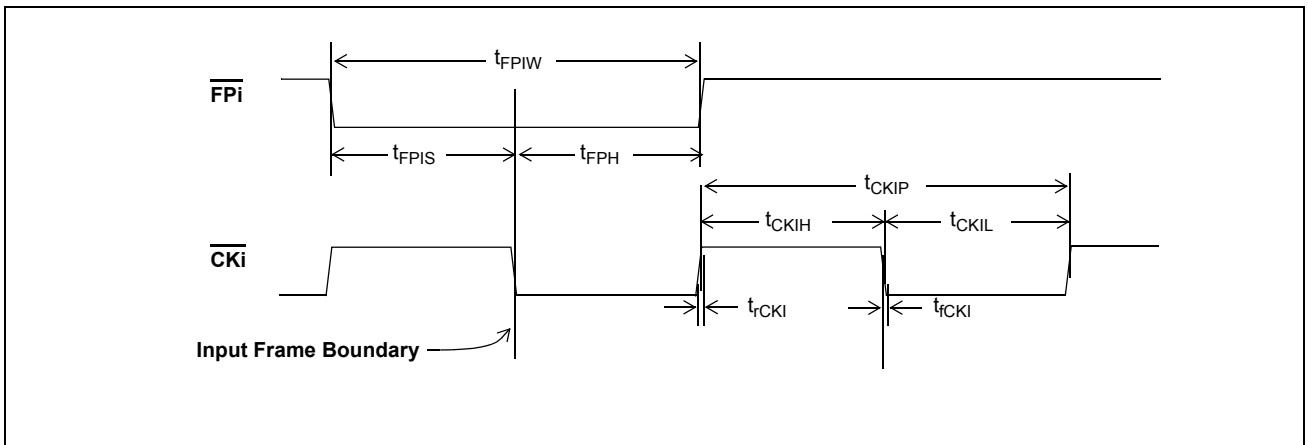 tFPIW
FPi
tFPIS
tFPH
tCKIP
tCKIH
tCKIL
CKi
trCKI
tfCKI
Input Frame Boundary